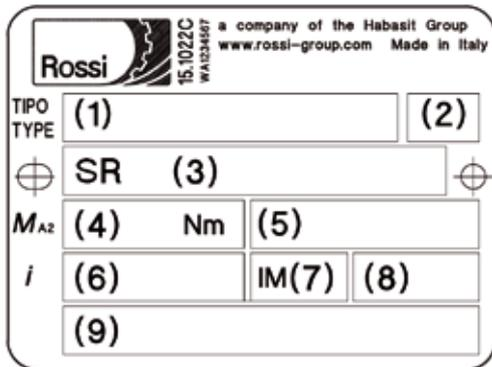 Rossi
15.1022C
WA1234567
a company of the Habasit Group
www.rossi-group.com Made in Italy
TIPO
TYPE
(1) (2)
SR (3)
MA2 (4) Nm (5)
i (6) IM(7) (8)
(9)